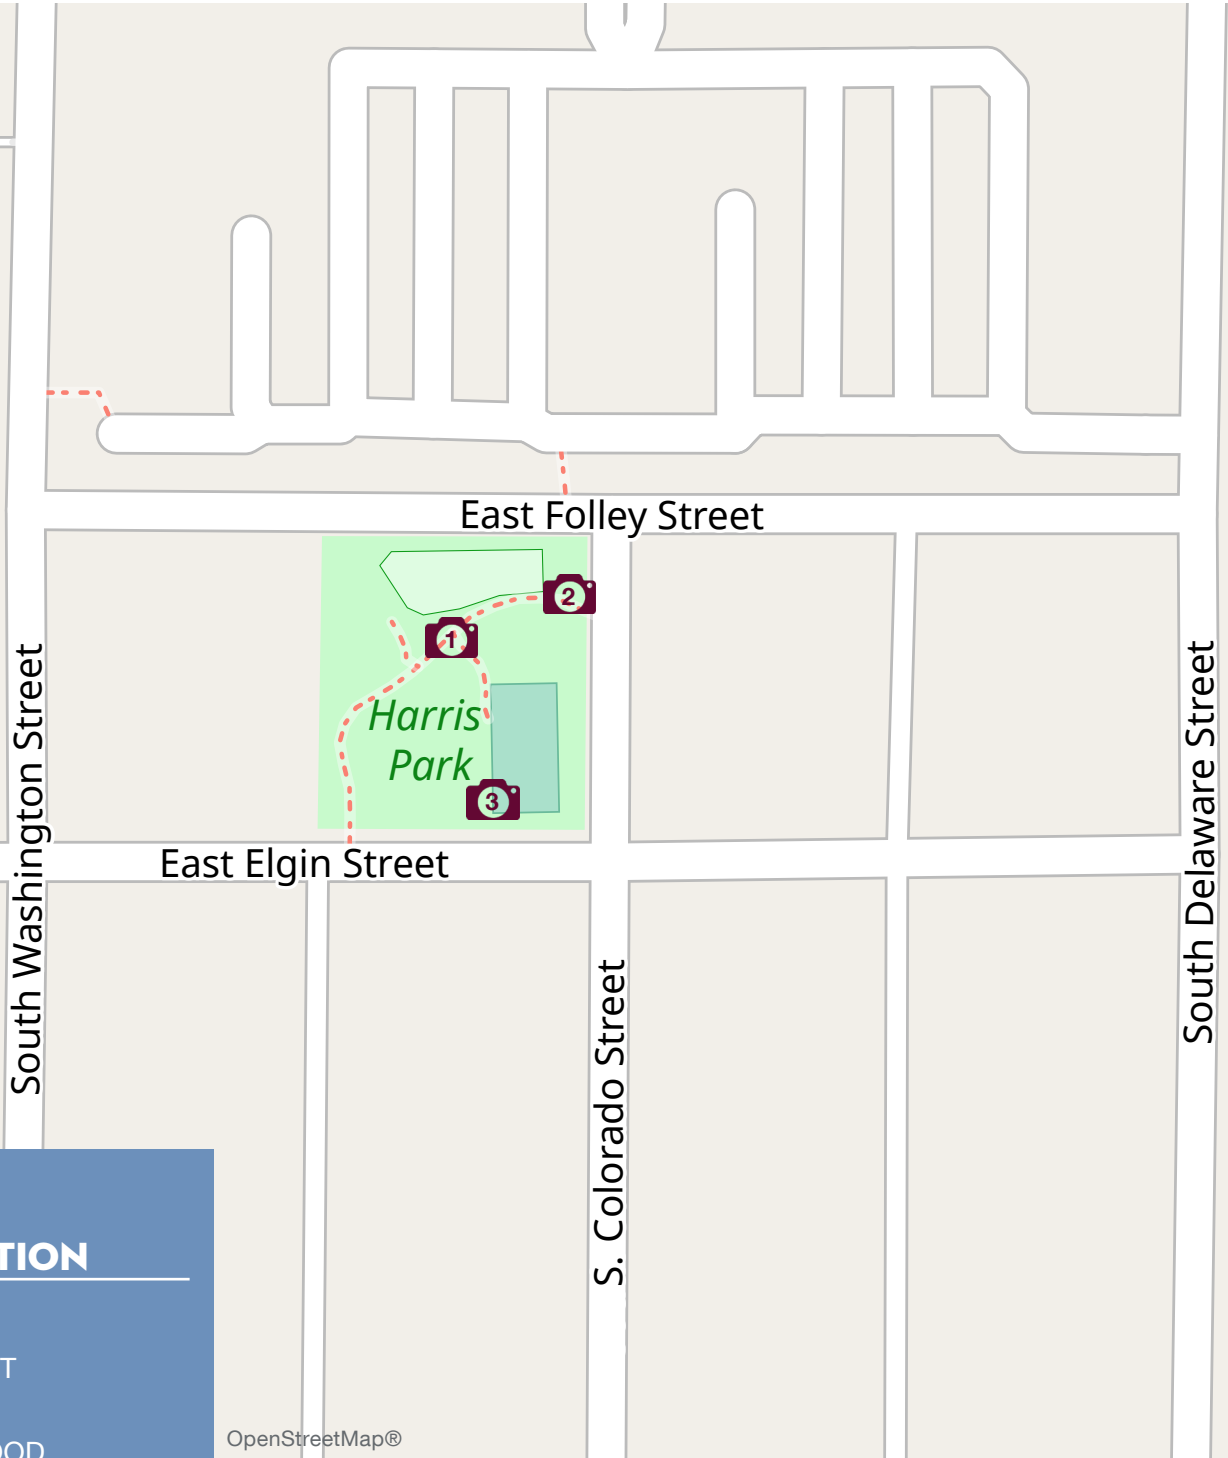 East Folley Street
2
1
Harris
Park
3
East Elgin Street
South Washington Street
South Delaware Street
S. Colorado Street
TION
T
OOD
OpenStreetMap®